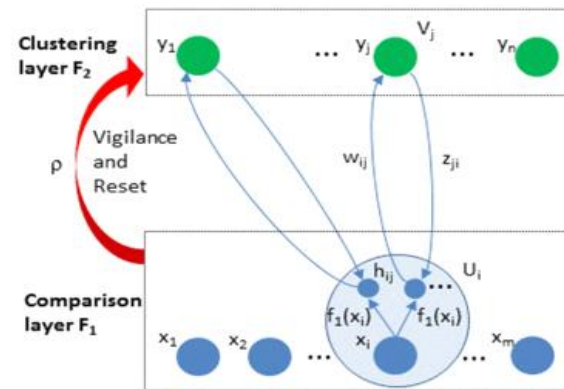 Clustering
layer F₂
y₁ ... yⱼ Vⱼ ... yₙ
Vigilance
and
Reset
ρ
wᵢⱼ zⱼᵢ
hᵢⱼ Uᵢ
...
Comparison
layer F₁
f₁(xᵢ) f₁(xᵢ)
x₁ x₂ ... xᵢ ... xₘ